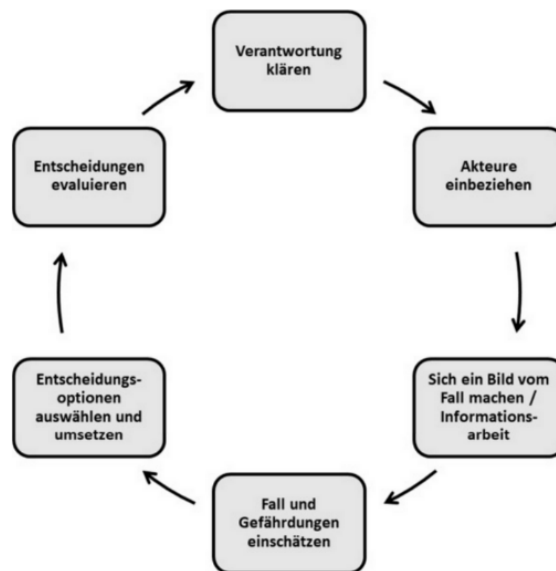 Verantwortung
klären
Akteure
einbeziehen
Sich ein Bild vom
Fall machen /
Informations-
arbeit
Fall und
Gefährdungen
einschätzen
Entscheidungs-
optionen
auswählen und
umsetzen
Entscheidungen
evaluieren